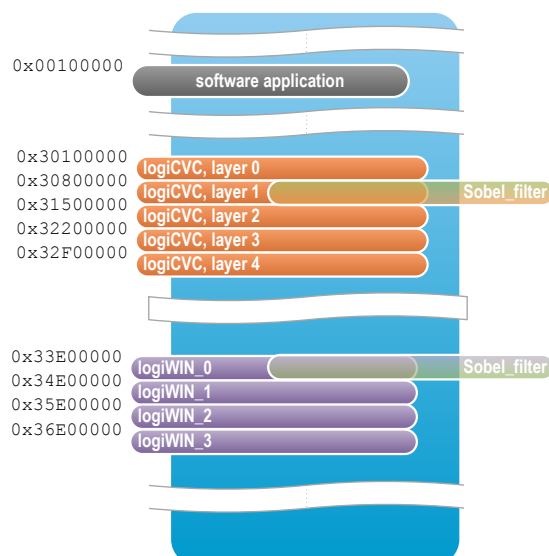 0x00100000
software application
0x30100000
logiCVC, layer 0
0x30800000
logiCVC, layer 1
Sobel_filter
0x31500000
logiCVC, layer 2
0x32200000
logiCVC, layer 3
0x32F00000
logiCVC, layer 4
0x33E00000
logiWIN_0
Sobel_filter
0x34E00000
logiWIN_1
0x35E00000
logiWIN_2
0x36E00000
logiWIN_3